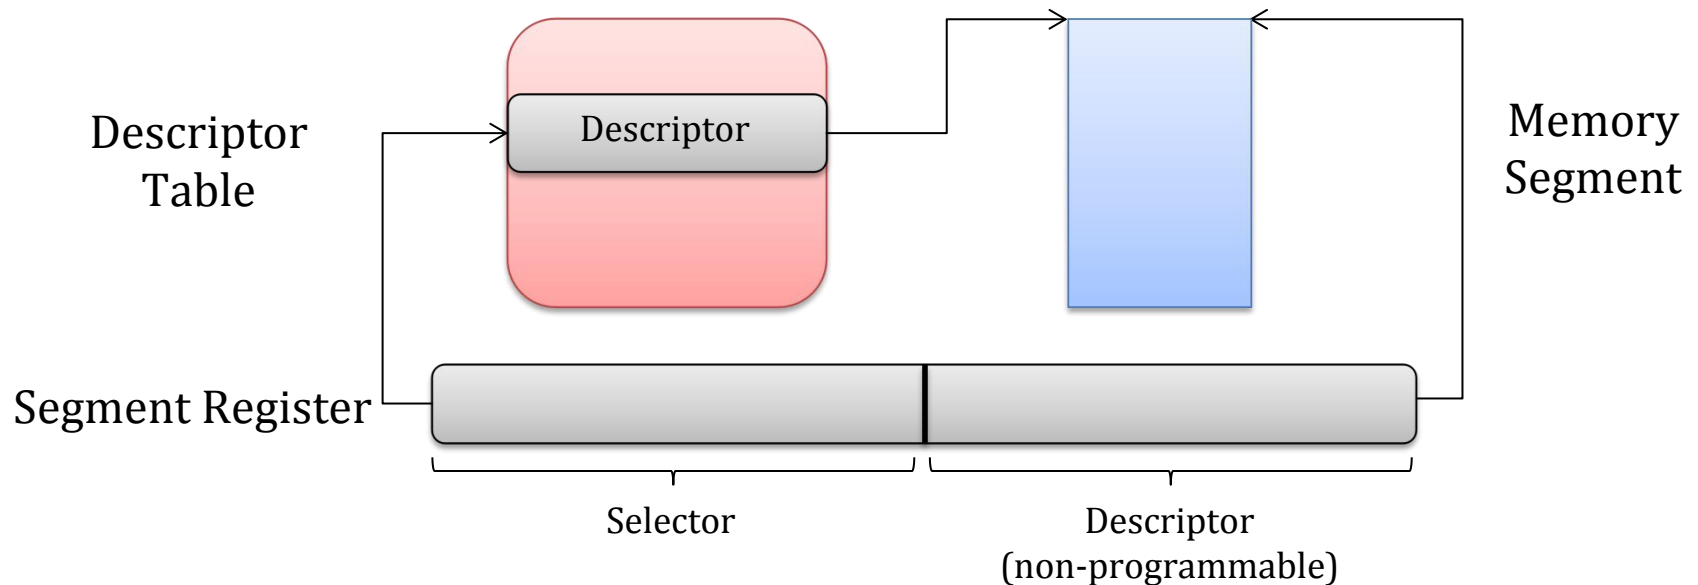 Descriptor
Table
Descriptor
Memory
Segment
Segment Register
Selector
Descriptor
(non-programmable)